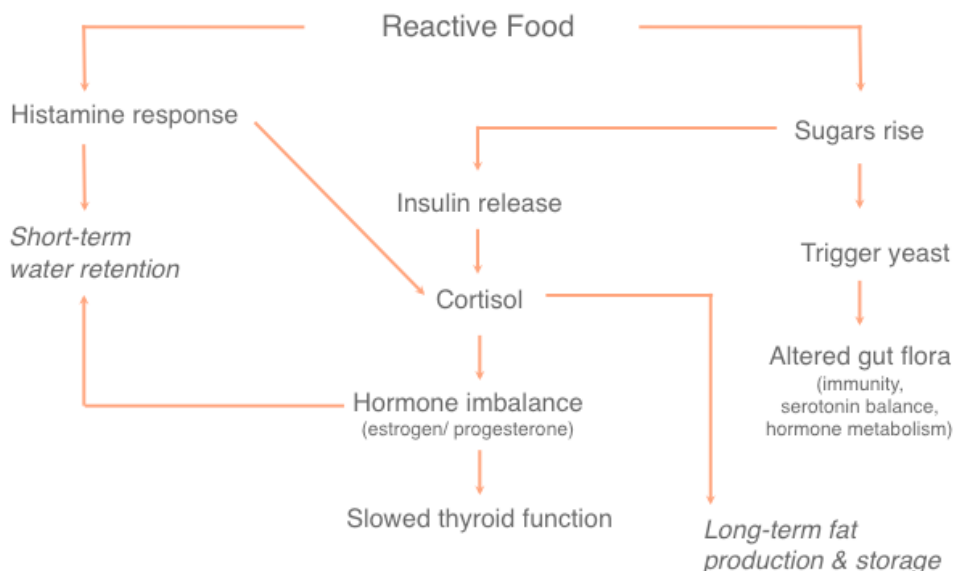 Reactive Food
Histamine response
Sugars rise
Insulin release
Short-term
water retention
Trigger yeast
Cortisol
Altered gut flora
(immunity,
serotonin balance,
hormone metabolism)
Hormone imbalance
(estrogen/ progesterone)
Slowed thyroid function
Long-term fat
production & storage